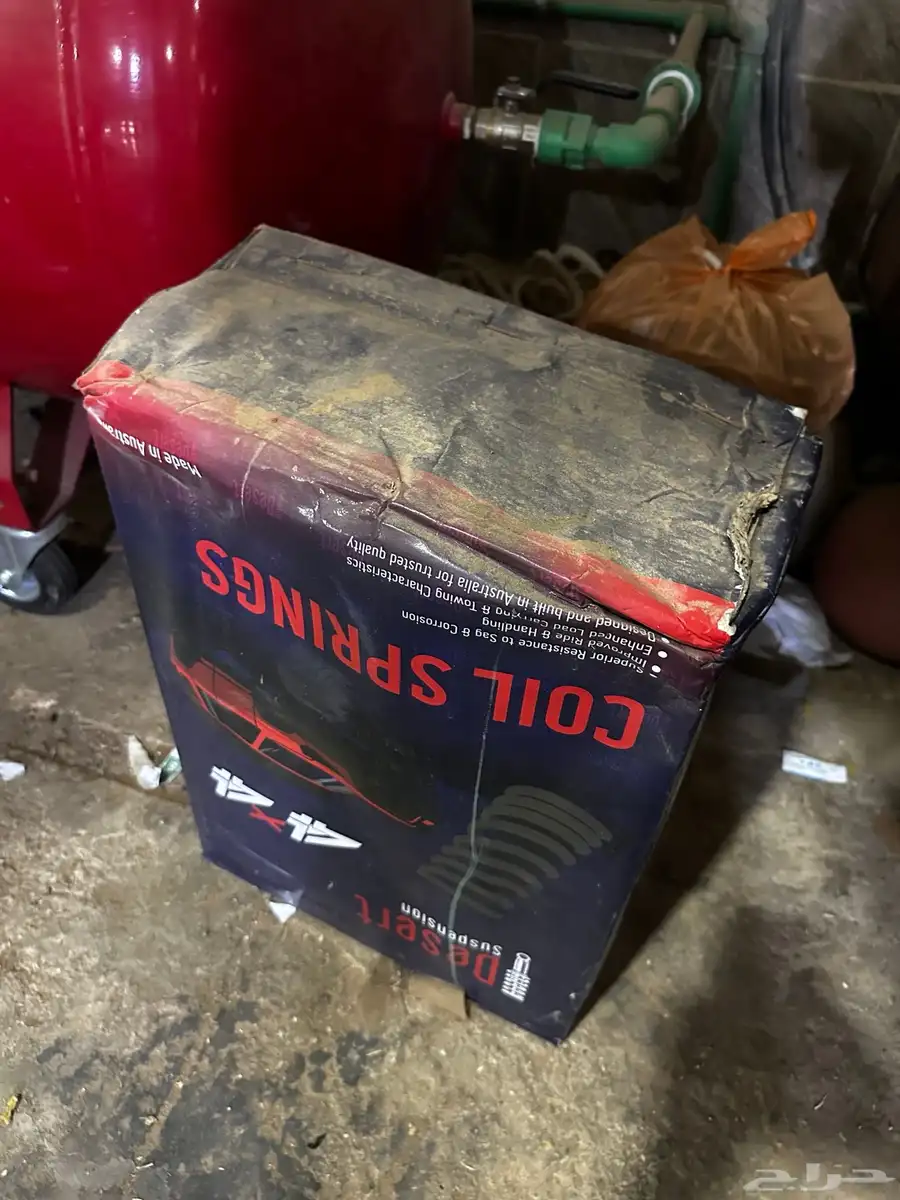 Desert
Suspension
4x4
COIL SPRINGS
Superior Resistance to Sag & Corrosion
Improved Ride & Handling
Enhanced Load Carrying & Towing Characteristics
Designed and built in Australia for trusted quality
Made in Austral
حراج